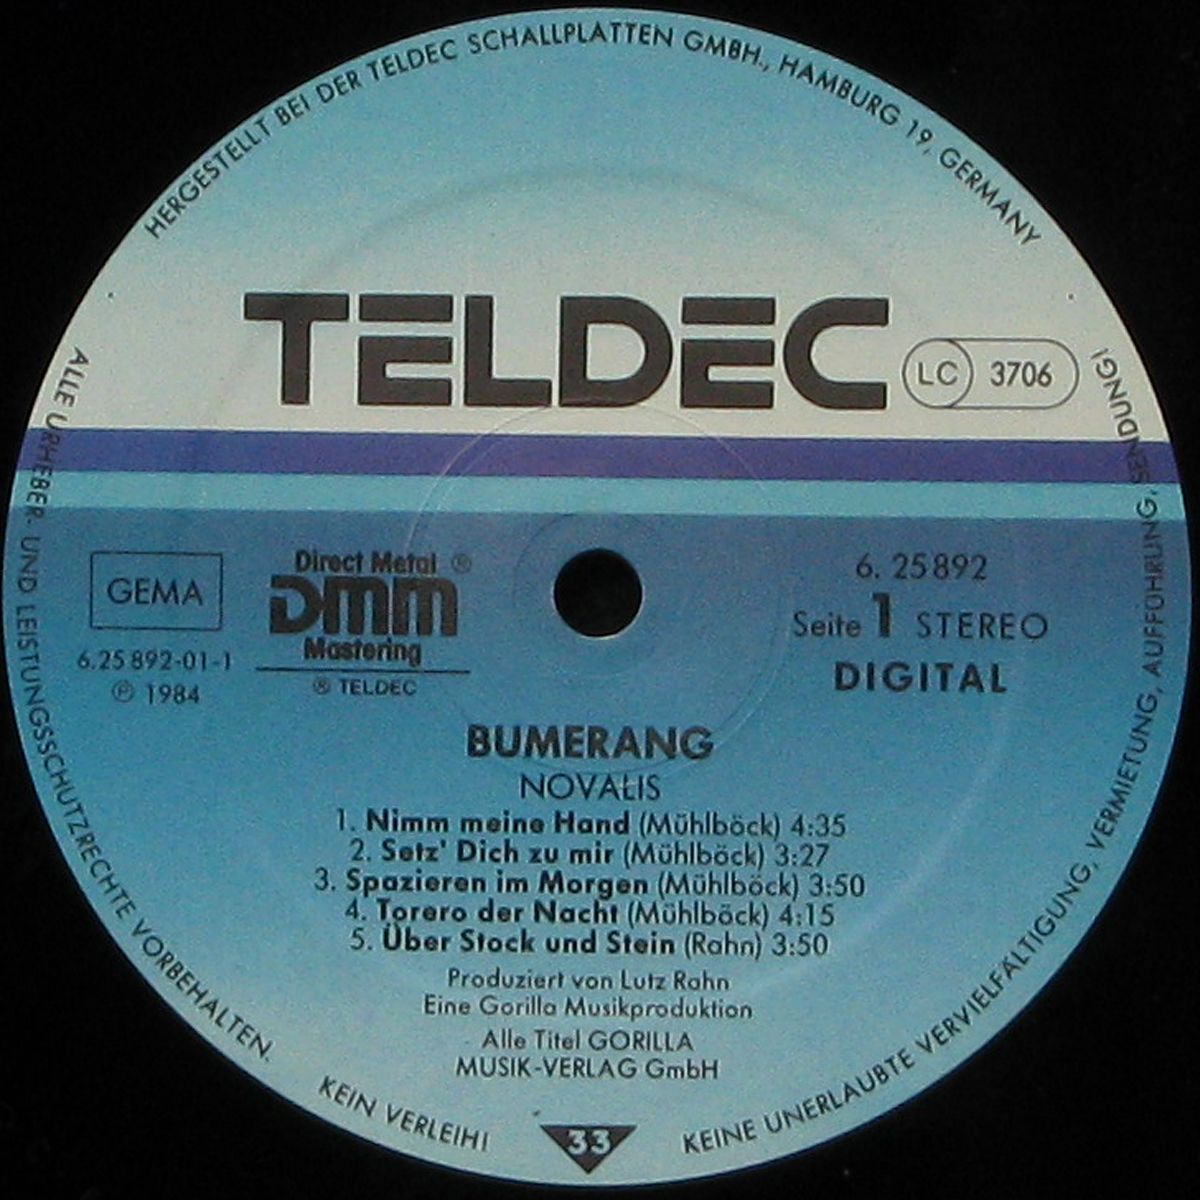 HERGESTELLT BEI DER TELDEC SCHALLPLATTEN GMBH., HAMBURG 19, GERMANY
TELDEC
LC 3706
GEMA
6.25 892-01-1
℗ 1984
Direct Metal ®
DMM
Mastering
® TELDEC
6. 25 892
Seite 1 STEREO
DIGITAL
BUMERANG
NOVALIS
1. Nimm meine Hand (Mühlböck) 4:35
2. Setz' Dich zu mir (Mühlböck) 3:27
3. Spazieren im Morgen (Mühlböck) 3:50
4. Torero der Nacht (Mühlböck) 4:15
5. Über Stock und Stein (Rahn) 3:50
Produziert von Lutz Rahn
Eine Gorilla Musikproduktion
Alle Titel GORILLA
MUSIK-VERLAG GmbH
33
ALLE URHEBER- UND LEISTUNGSSCHUTZRECHTE VORBEHALTEN.
KEIN VERLEIH!
KEINE UNERLAUBTE VERVIELFÄLTIGUNG, VERMIETUNG, AUFFÜHRUNG, SENDUNG!